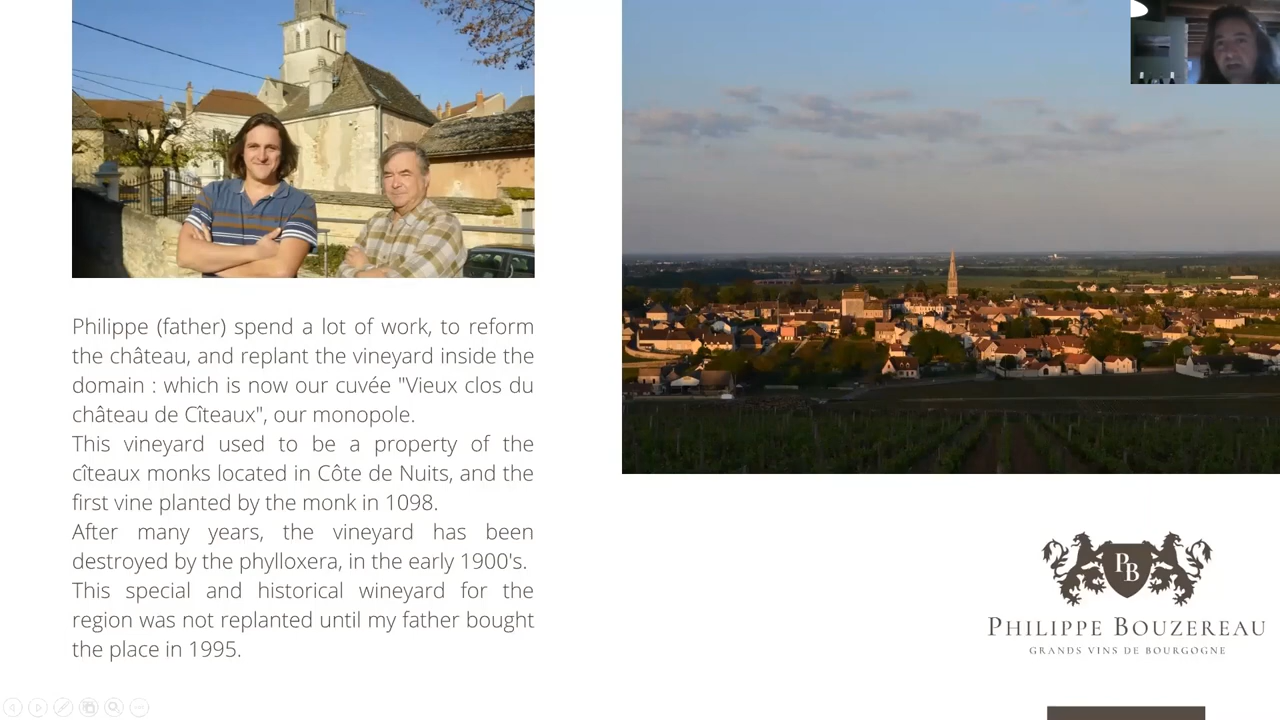 Philippe (father) spend a lot of work, to reform
the château, and replant the vineyard inside the
domain : which is now our cuvée "Vieux clos du
château de Cîteaux", our monopole.
This vineyard used to be a property of the
cîteaux monks located in Côte de Nuits, and the
first vine planted by the monk in 1098.
After many years, the vineyard has been
destroyed by the phylloxera, in the early 1900's.
This special and historical wineyard for the
region was not replanted until my father bought
the place in 1995.
PB
PHILIPPE BOUZEREAU
GRANDS VINS DE BOURGOGNE